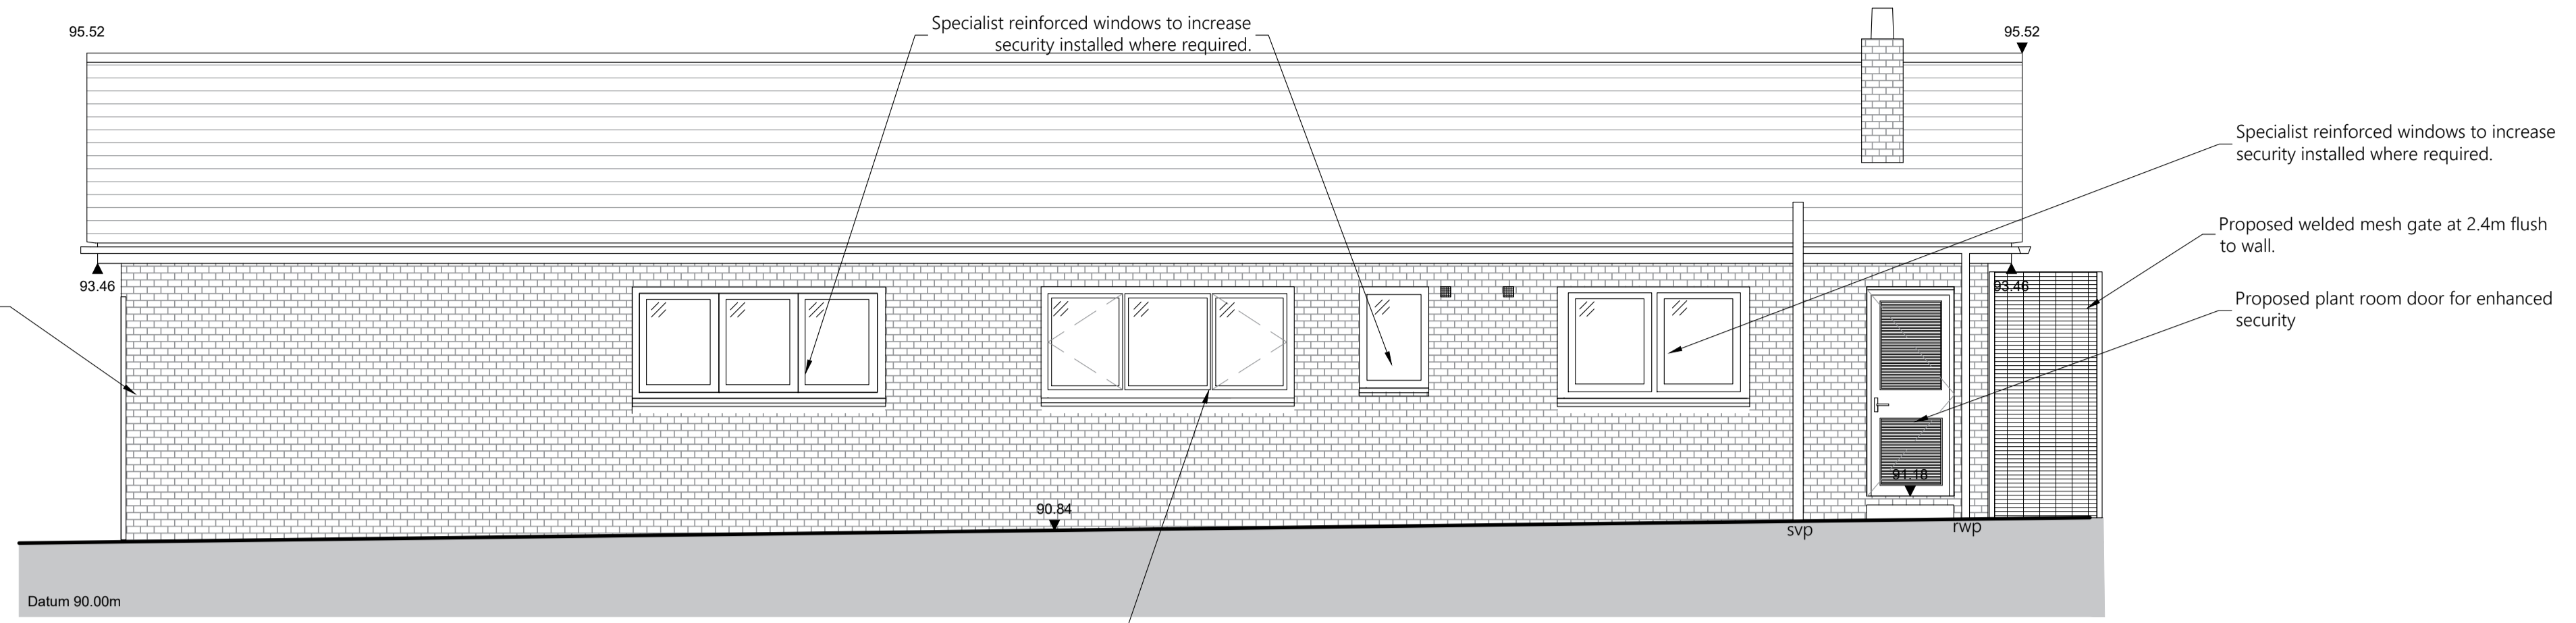 95.52
Specialist reinforced windows to increase
security installed where required.
95.52
Specialist reinforced windows to increase
security installed where required.
Proposed welded mesh gate at 2.4m flush
to wall.
93.46
93.46
Proposed plant room door for enhanced
security
91.18
90.84
svp
rwp
Datum 90.00m